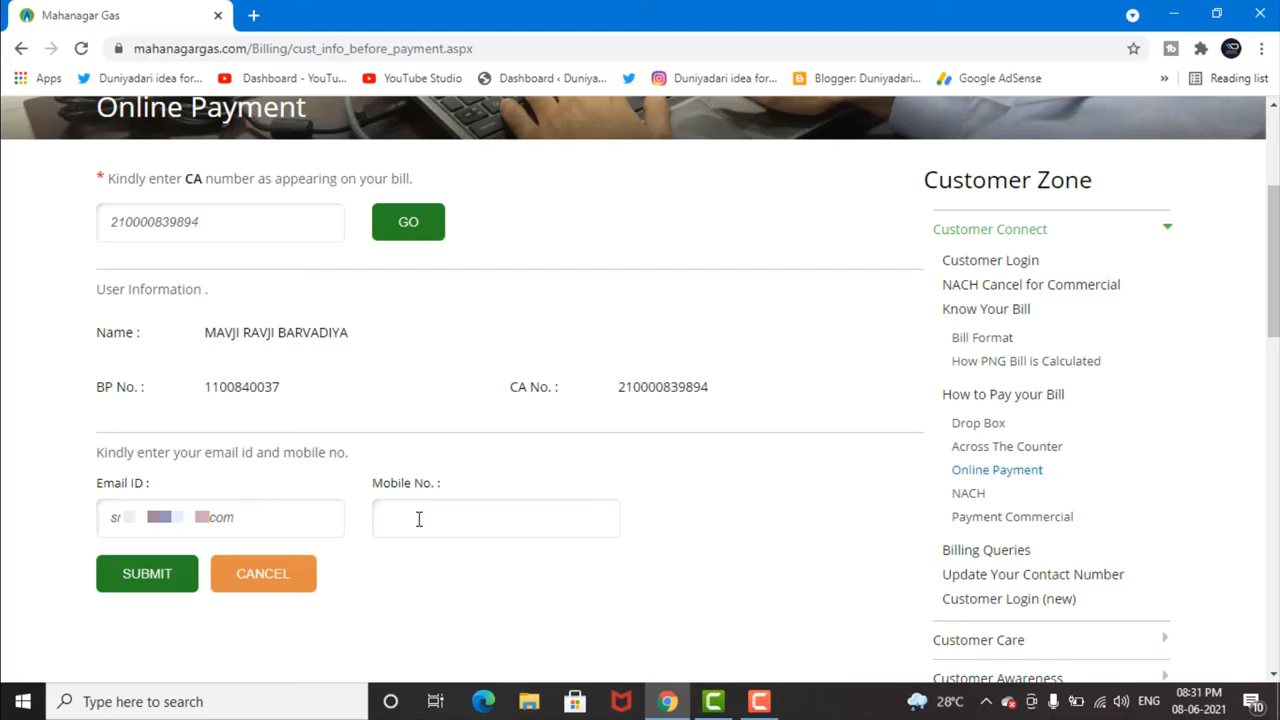 Mahanagar Gas
mahanagargas.com/Billing/cust_info_before_payment.aspx
Apps Duniyadari idea for... Dashboard - YouTu... YouTube Studio Dashboard ‹ Duniya... Duniyadari idea for... Blogger: Duniyadari... Google AdSense » Reading list
Online Payment
* Kindly enter CA number as appearing on your bill.
210000839894 GO
User Information .
Name : MAVJI RAVJI BARVADIYA
BP No. : 1100840037 CA No. : 210000839894
Kindly enter your email id and mobile no.
Email ID : Mobile No. :
com
SUBMIT CANCEL
Customer Zone
Customer Connect
Customer Login
NACH Cancel for Commercial
Know Your Bill
Bill Format
How PNG Bill is Calculated
How to Pay your Bill
Drop Box
Across The Counter
Online Payment
NACH
Payment Commercial
Billing Queries
Update Your Contact Number
Customer Login (new)
Customer Care
Customer Awareness
Type here to search
28°C ENG 08:31 PM
08-06-2021 10